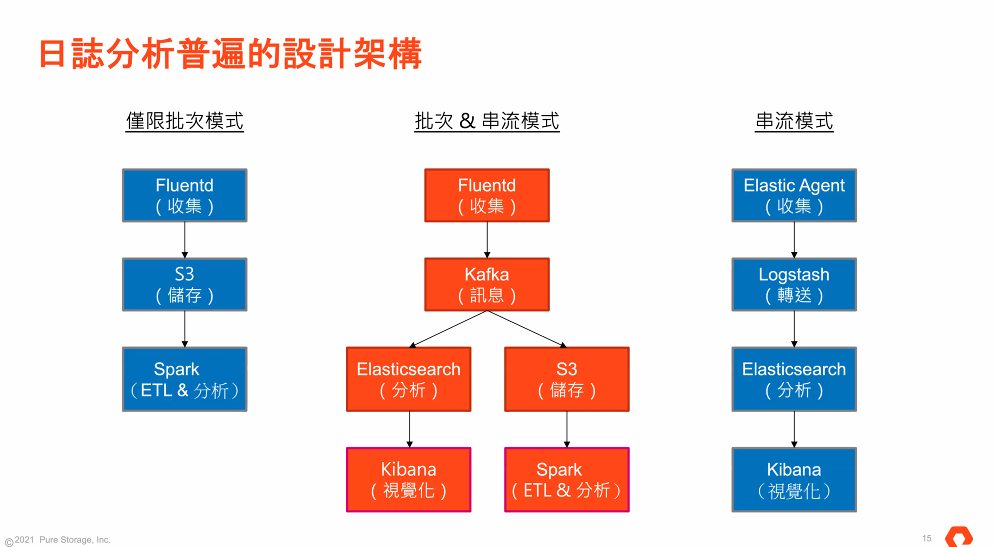 日誌分析普遍的設計架構
僅限批次模式
Fluentd
(收集)
S3
(儲存)
Spark
（ETL & 分析）
批次 & 串流模式
Fluentd
(收集)
Kafka
(訊息)
Elasticsearch
(分析)
S3
(儲存)
Kibana
(視覺化)
Spark
(ETL & 分析）
串流模式
Elastic Agent
(收集)
Logstash
(轉送)
Elasticsearch
(分析)
Kibana
（視覺化）
©2021 Pure Storage, Inc.
15